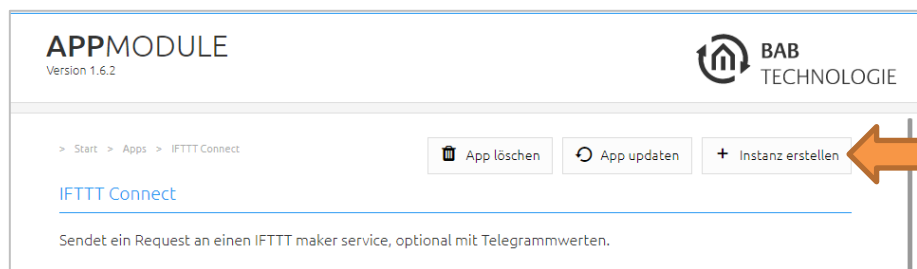 APPMODULE
Version 1.6.2
BAB
TECHNOLOGIE
> Start > Apps > IFTTT Connect
App löschen
App updaten
+ Instanz erstellen
IFTTT Connect
Sendet ein Request an einen IFTTT maker service, optional mit Telegrammwerten.